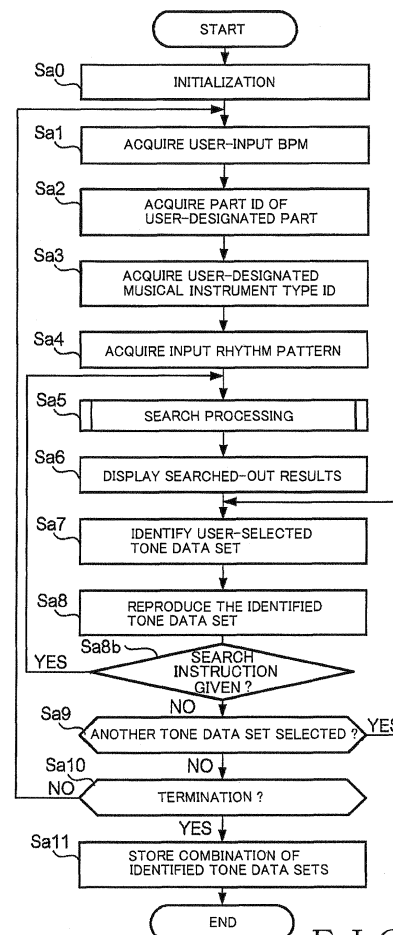 START
Sa0
INITIALIZATION
Sa1
ACQUIRE USER-INPUT BPM
Sa2
ACQUIRE PART ID OF
USER-DESIGNATED PART
Sa3
ACQUIRE USER-DESIGNATED
MUSICAL INSTRUMENT TYPE ID
Sa4
ACQUIRE INPUT RHYTHM PATTERN
Sa5
SEARCH PROCESSING
Sa6
DISPLAY SEARCHED-OUT RESULTS
Sa7
IDENTIFY USER-SELECTED
TONE DATA SET
Sa8
REPRODUCE THE IDENTIFIED
TONE DATA SET
Sa8b
YES
SEARCH
INSTRUCTION
GIVEN ?
NO
Sa9
ANOTHER TONE DATA SET SELECTED ?
YES
NO
Sa10
NO
TERMINATION ?
YES
Sa11
STORE COMBINATION OF
IDENTIFIED TONE DATA SETS
END